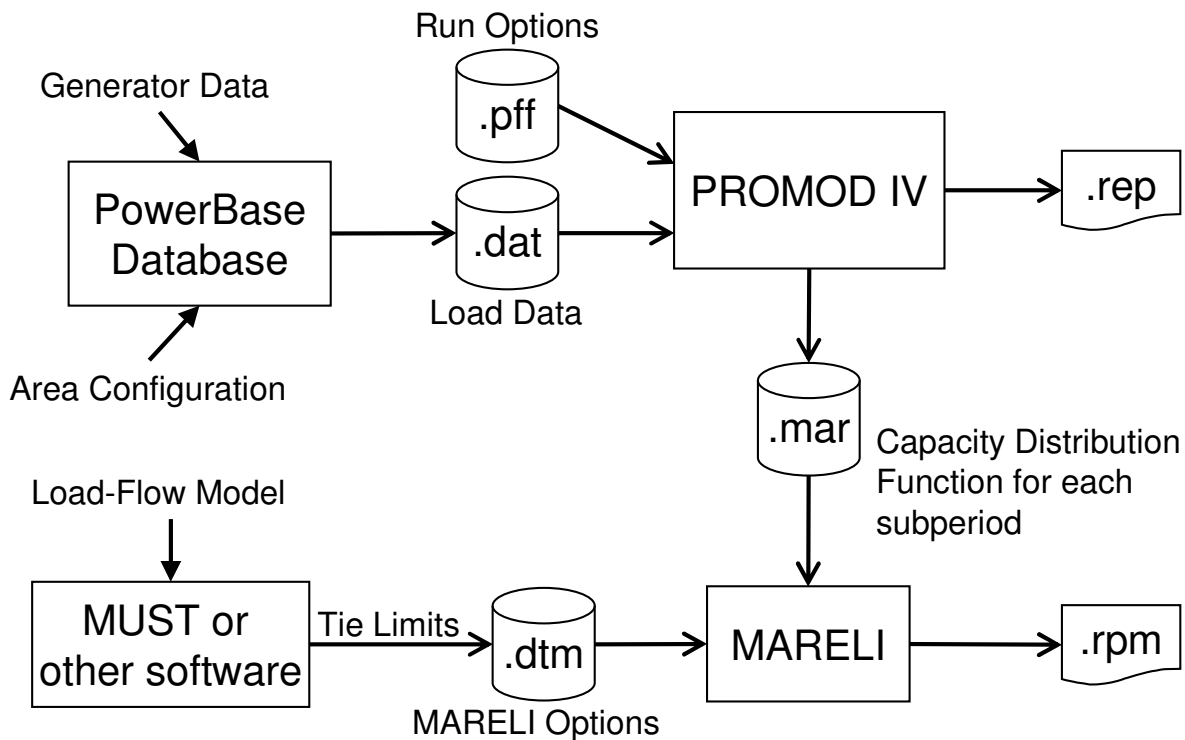 Run Options
Generator Data
.pff
PowerBase
Database
.dat
Load Data
PROMOD IV
.rep
Area Configuration
.mar
Capacity Distribution
Function for each
subperiod
Load-Flow Model
MUST or
other software
Tie Limits
.dtm
MARELI Options
MARELI
.rpm